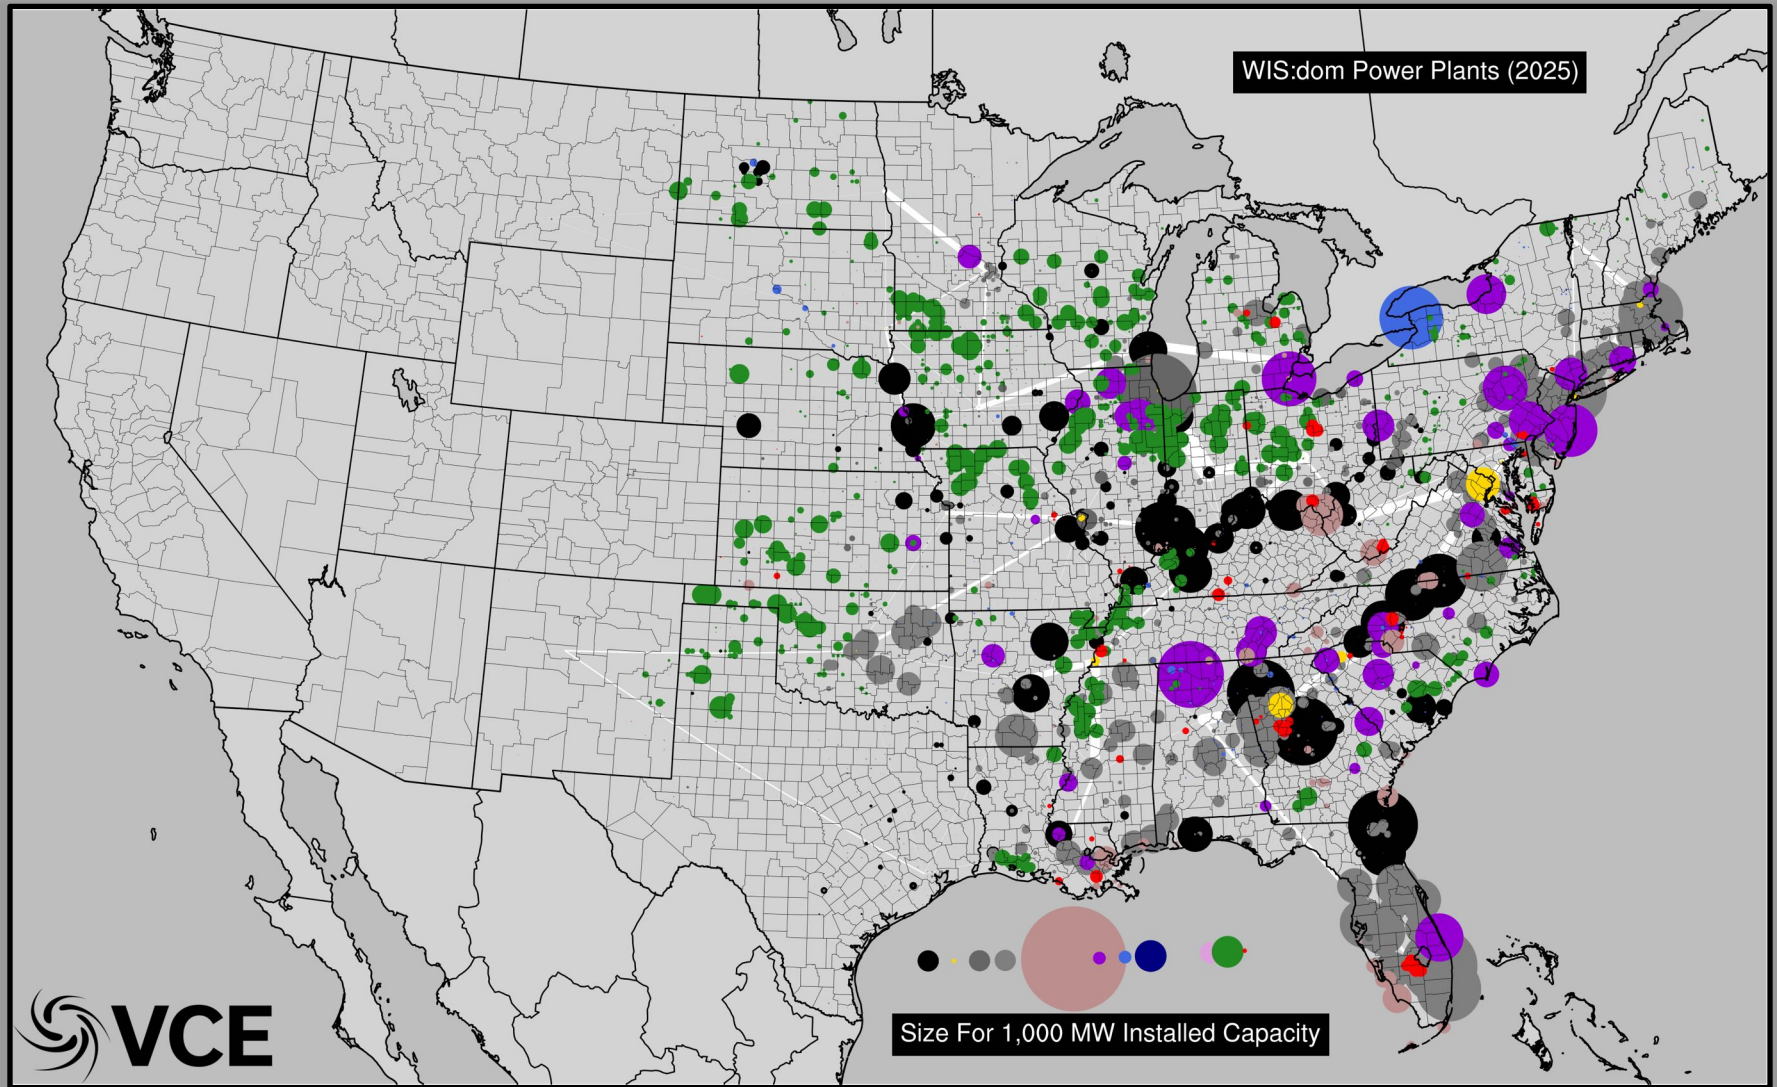 WIS:dom Power Plants (2025)
Size For 1,000 MW Installed Capacity
VCE